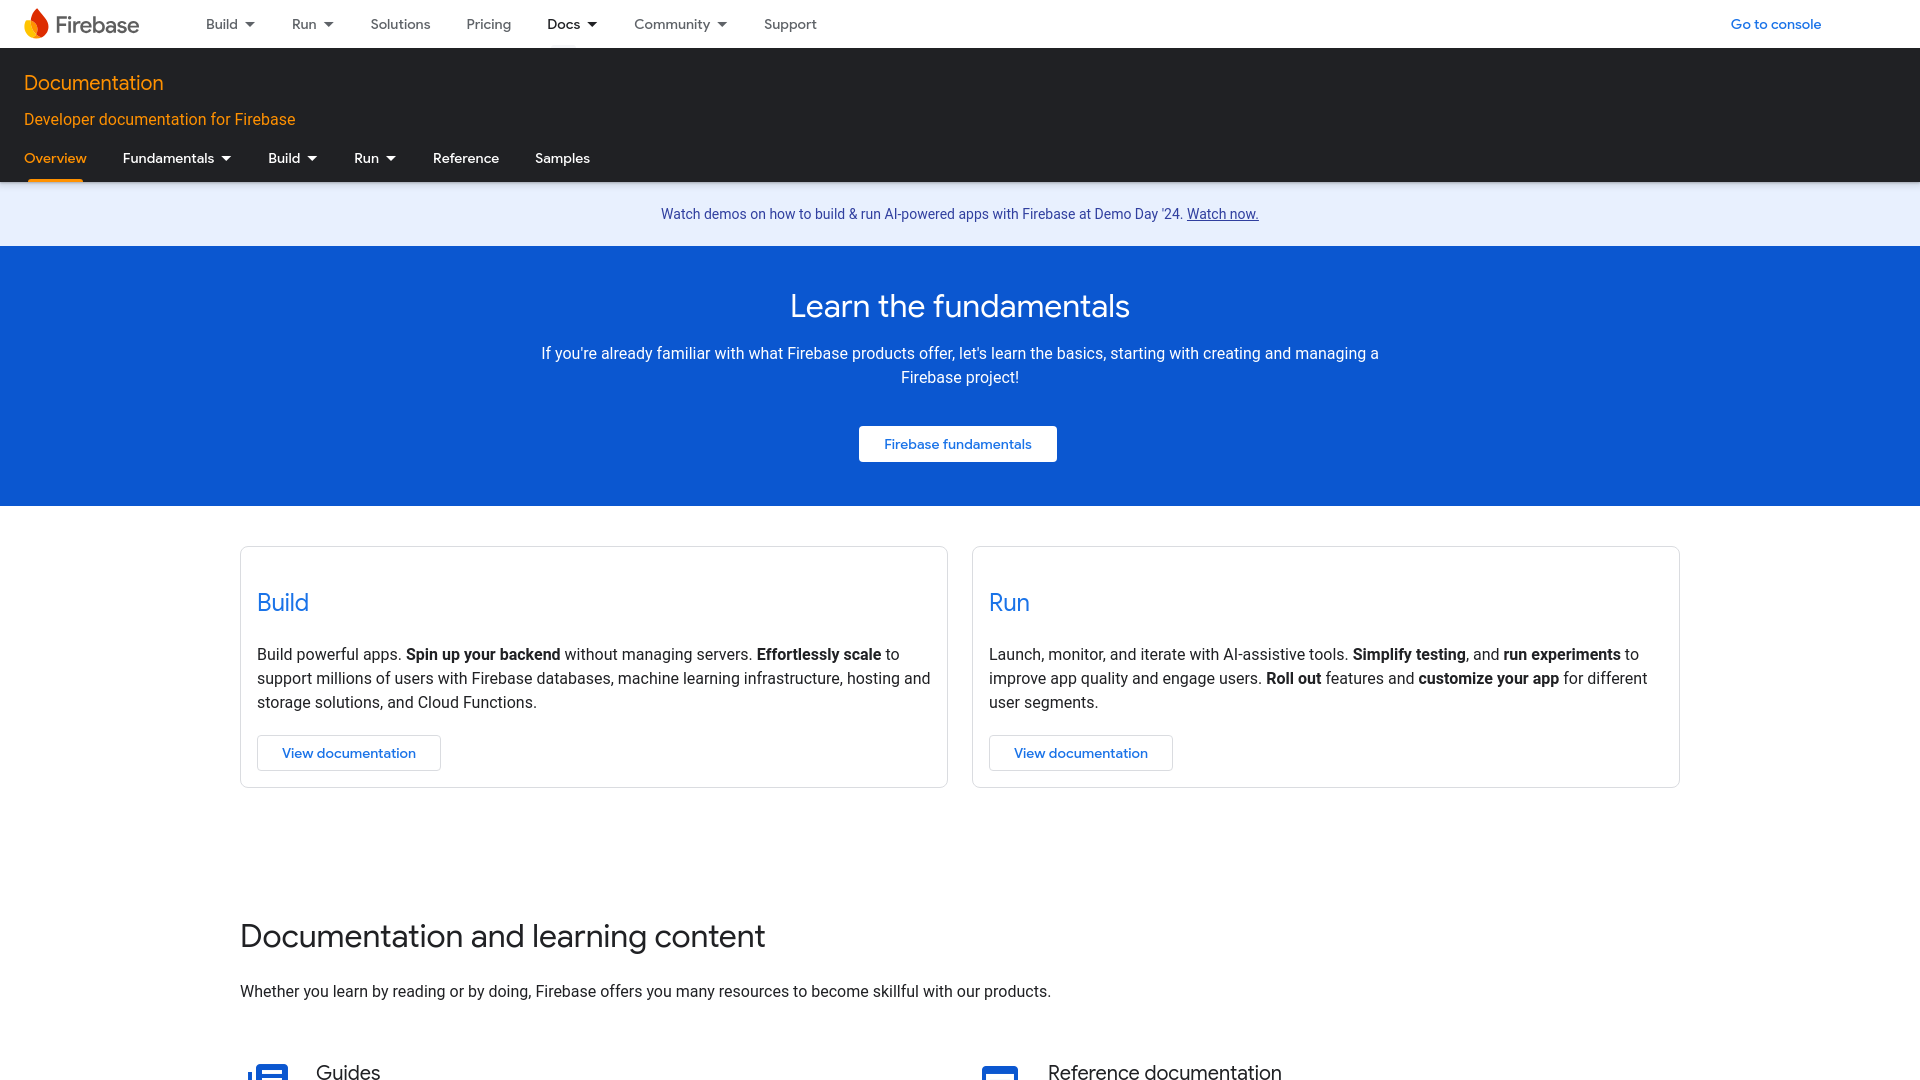 Firebase
Build
Run
Solutions
Pricing
Docs
Community
Support
Go to console
Documentation
Developer documentation for Firebase
Overview
Fundamentals
Build
Run
Reference
Samples
Watch demos on how to build & run AI-powered apps with Firebase at Demo Day '24. Watch now.
Learn the fundamentals
If you're already familiar with what Firebase products offer, let's learn the basics, starting with creating and managing a
Firebase project!
Firebase fundamentals
Build
Build powerful apps. Spin up your backend without managing servers. Effortlessly scale to
support millions of users with Firebase databases, machine learning infrastructure, hosting and
storage solutions, and Cloud Functions.
View documentation
Run
Launch, monitor, and iterate with AI-assistive tools. Simplify testing, and run experiments to
improve app quality and engage users. Roll out features and customize your app for different
user segments.
View documentation
Documentation and learning content
Whether you learn by reading or by doing, Firebase offers you many resources to become skillful with our products.
Guides
Reference documentation